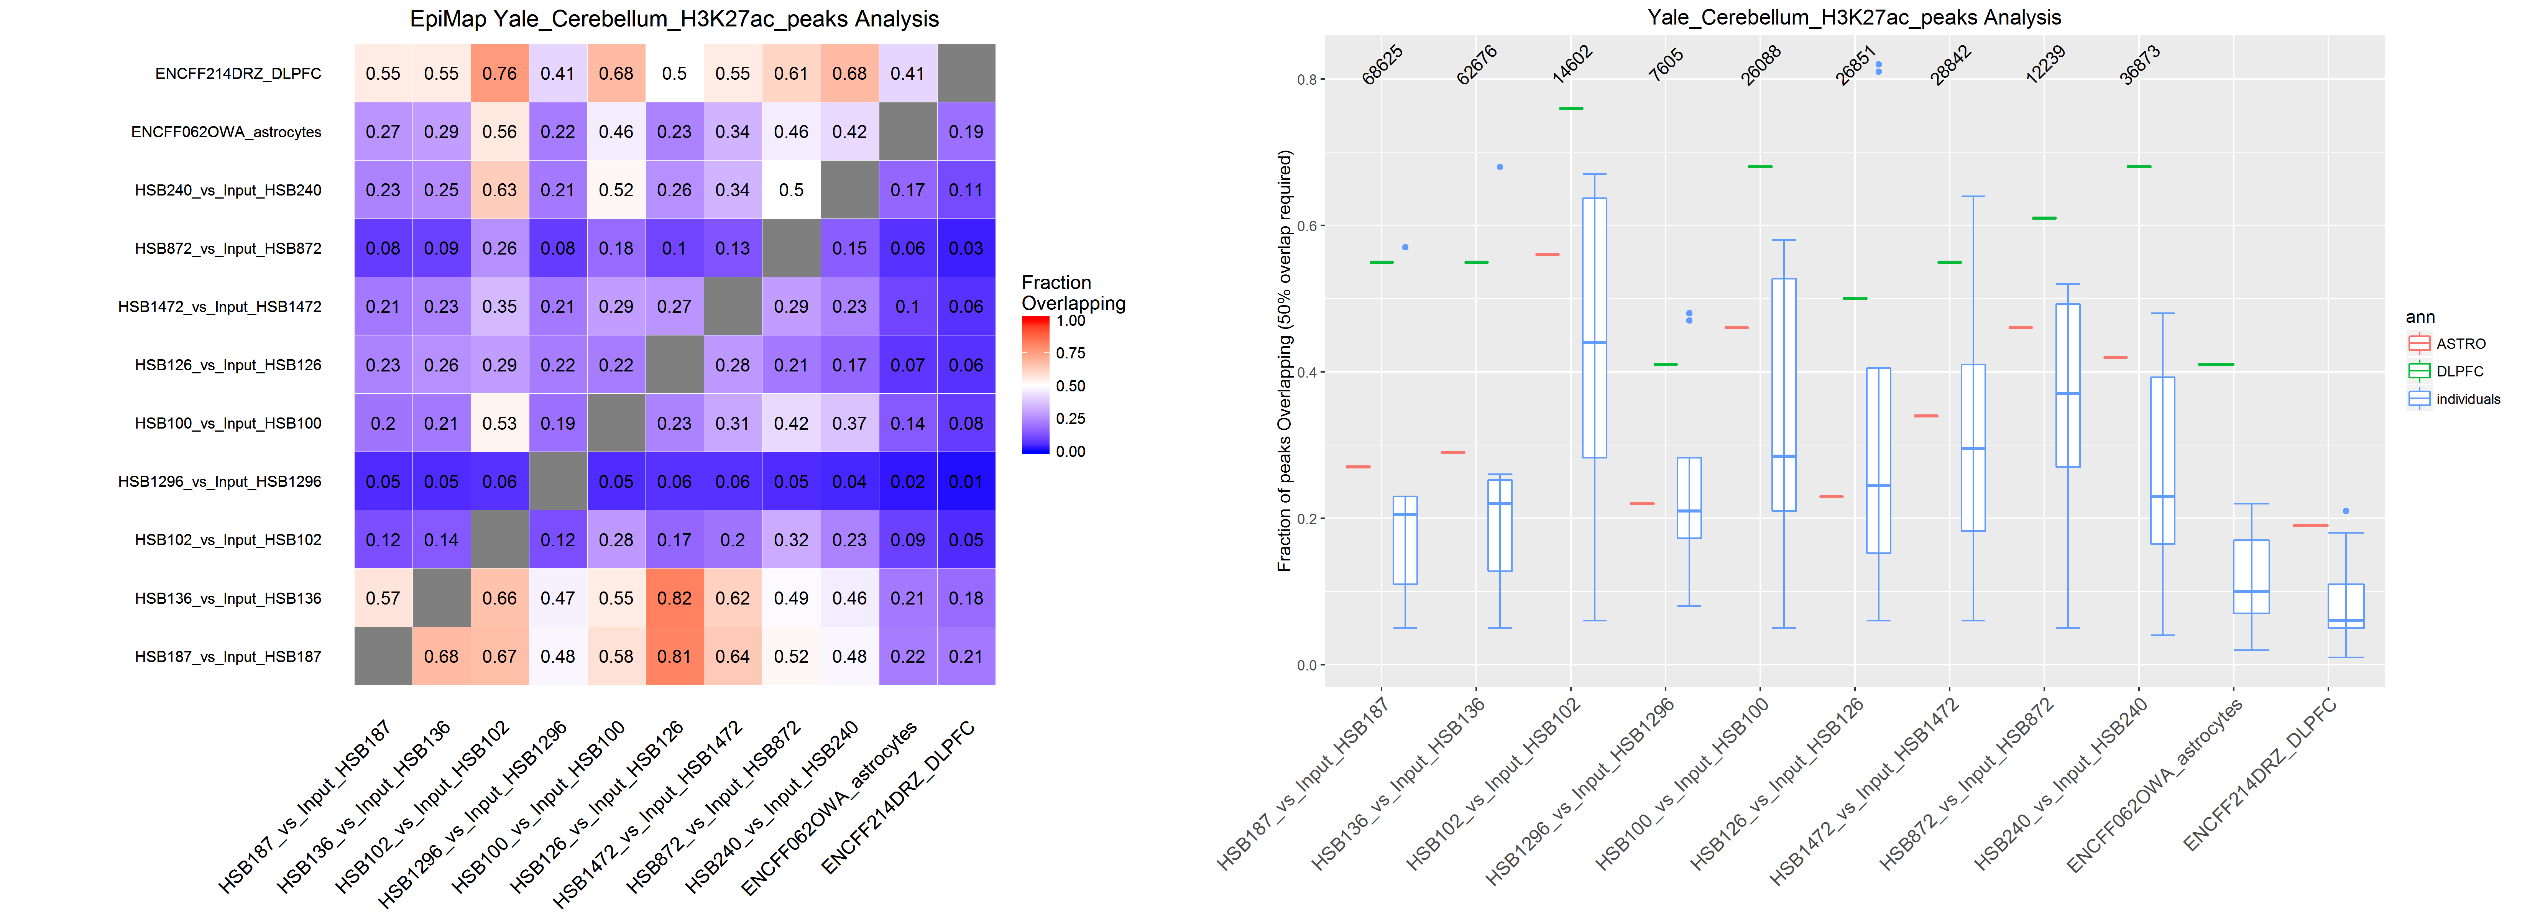 EpiMap Yale_Cerebellum_H3K27ac_peaks Analysis
ENCFF214DRZ_DLPFC 0.55 0.55 0.76 0.41 0.68 0.5 0.55 0.61 0.68 0.41
ENCFF062OWA_astrocytes 0.27 0.29 0.56 0.22 0.46 0.23 0.34 0.46 0.42 0.19
HSB240_vs_Input_HSB240 0.23 0.25 0.63 0.21 0.52 0.26 0.34 0.5 0.17 0.11
HSB872_vs_Input_HSB872 0.08 0.09 0.26 0.08 0.18 0.1 0.13 0.15 0.06 0.03
HSB1472_vs_Input_HSB1472 0.21 0.23 0.35 0.21 0.29 0.27 0.29 0.23 0.1 0.06
HSB126_vs_Input_HSB126 0.23 0.26 0.29 0.22 0.22 0.28 0.21 0.17 0.07 0.06
HSB100_vs_Input_HSB100 0.2 0.21 0.53 0.19 0.23 0.31 0.42 0.37 0.14 0.08
HSB1296_vs_Input_HSB1296 0.05 0.05 0.06 0.05 0.06 0.06 0.05 0.04 0.02 0.01
HSB102_vs_Input_HSB102 0.12 0.14 0.12 0.28 0.17 0.2 0.32 0.23 0.09 0.05
HSB136_vs_Input_HSB136 0.57 0.66 0.47 0.55 0.82 0.62 0.49 0.46 0.21 0.18
HSB187_vs_Input_HSB187 0.68 0.67 0.48 0.58 0.81 0.64 0.52 0.48 0.22 0.21
HSB187_vs_Input_HSB187
HSB136_vs_Input_HSB136
HSB102_vs_Input_HSB102
HSB1296_vs_Input_HSB1296
HSB100_vs_Input_HSB100
HSB126_vs_Input_HSB126
HSB1472_vs_Input_HSB1472
HSB872_vs_Input_HSB872
HSB240_vs_Input_HSB240
ENCFF062OWA_astrocytes
ENCFF214DRZ_DLPFC
Fraction
Overlapping
1.00
0.75
0.50
0.25
0.00
Yale_Cerebellum_H3K27ac_peaks Analysis
68625 62676 14602 7605 26088 26851 28842 12239 36873
Fraction of peaks Overlapping (50% overlap required)
0.8
0.6
0.4
0.2
0.0
HSB187_vs_Input_HSB187
HSB136_vs_Input_HSB136
HSB102_vs_Input_HSB102
HSB1296_vs_Input_HSB1296
HSB100_vs_Input_HSB100
HSB126_vs_Input_HSB126
HSB1472_vs_Input_HSB1472
HSB872_vs_Input_HSB872
HSB240_vs_Input_HSB240
ENCFF062OWA_astrocytes
ENCFF214DRZ_DLPFC
ann
ASTRO
DLPFC
individuals